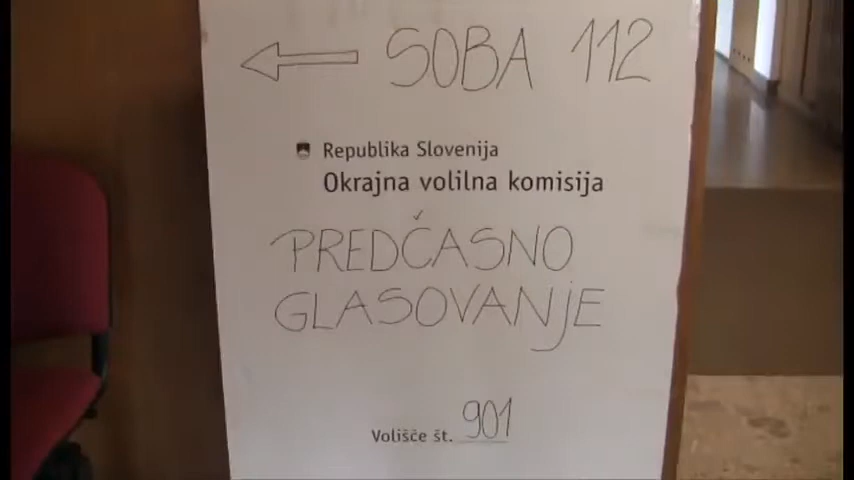 SOBA 112
Republika Slovenija
Okrajna volilna komisija
PREDČASNO
GLASOVANJE
Volišče št. 901